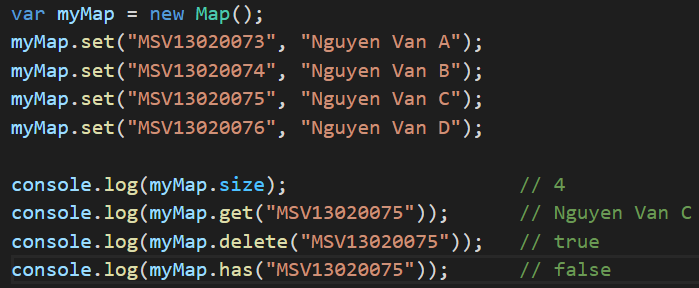 var myMap = new Map();
myMap.set("MSV13020073", "Nguyen Van A");
myMap.set("MSV13020074", "Nguyen Van B");
myMap.set("MSV13020075", "Nguyen Van C");
myMap.set("MSV13020076", "Nguyen Van D");

console.log(myMap.size);                    // 4
console.log(myMap.get("MSV13020075"));      // Nguyen Van C
console.log(myMap.delete("MSV13020075"));   // true
console.log(myMap.has("MSV13020075"));      // false